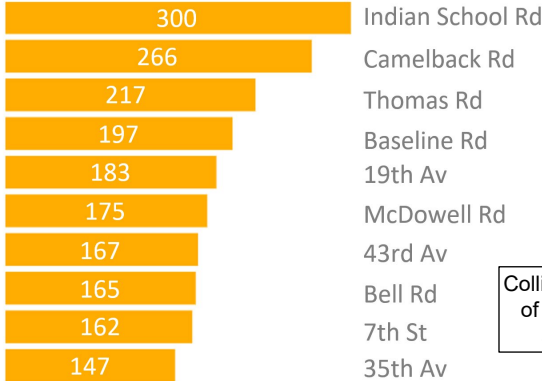 300 Indian School Rd
266 Camelback Rd
217 Thomas Rd
197 Baseline Rd
183 19th Av
175 McDowell Rd
167 43rd Av
165 Bell Rd
162 7th St
147 35th Av
of